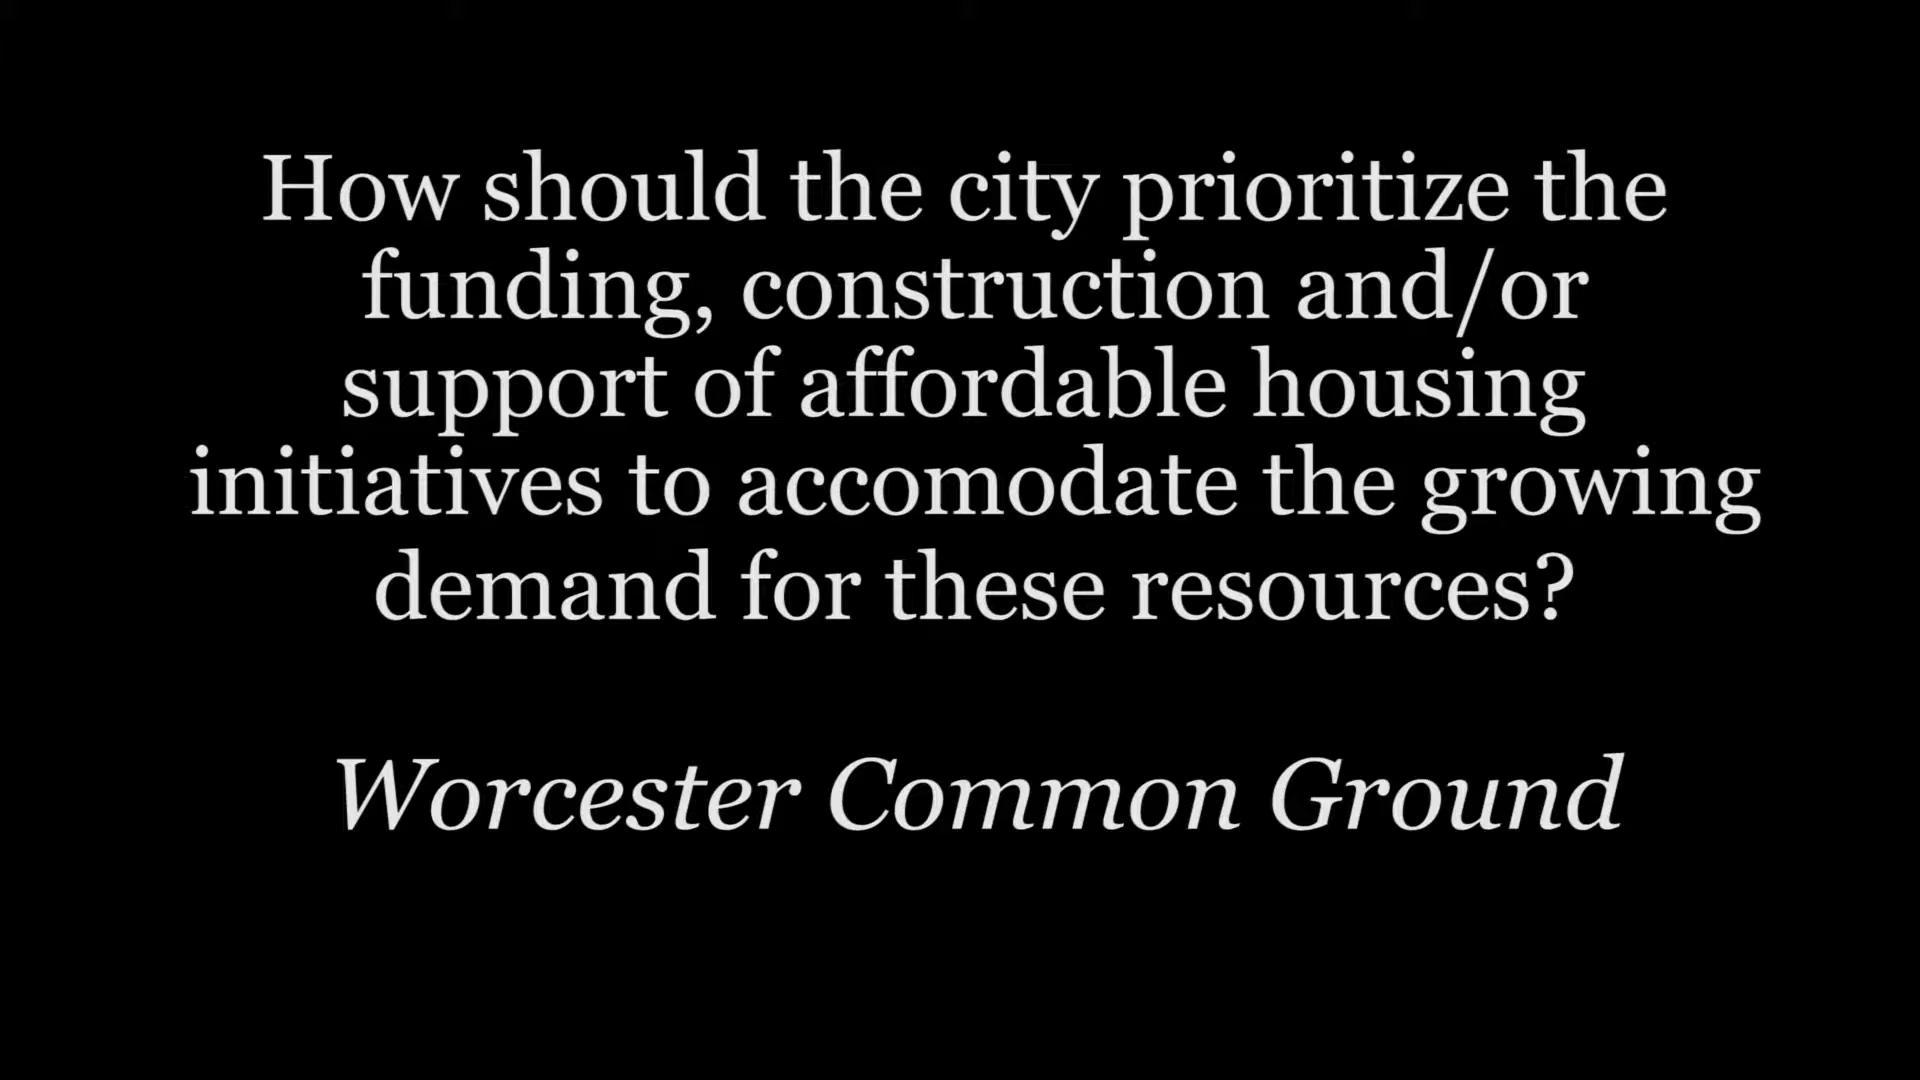 How should the city prioritize the
funding, construction and/or
support of affordable housing
initiatives to accomodate the growing
demand for these resources?
Worcester Common Ground